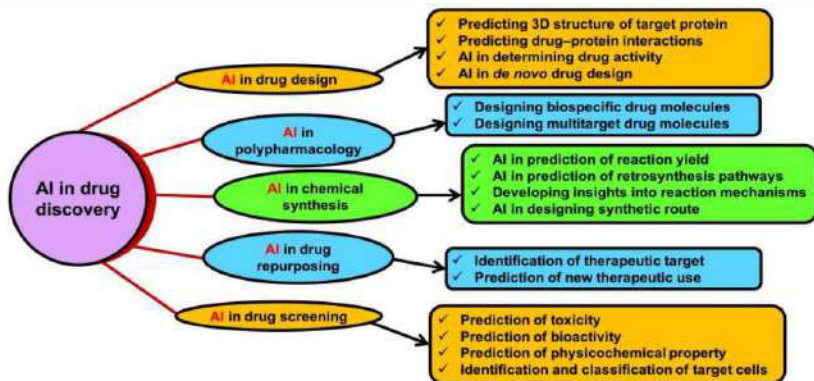 AI in drug
discovery
AI in drug design
✓ Predicting 3D structure of target protein
✓ Predicting drug–protein interactions
✓ AI in determining drug activity
✓ AI in de novo drug design
AI in
polypharmacology
✓ Designing biospecific drug molecules
✓ Designing multitarget drug molecules
AI in chemical
synthesis
✓ AI in prediction of reaction yield
✓ AI in prediction of retrosynthesis pathways
✓ Developing insights into reaction mechanisms
✓ AI in designing synthetic route
AI in drug
repurposing
✓ Identification of therapeutic target
✓ Prediction of new therapeutic use
AI in drug screening
✓ Prediction of toxicity
✓ Prediction of bioactivity
✓ Prediction of physicochemical property
✓ Identification and classification of target cells